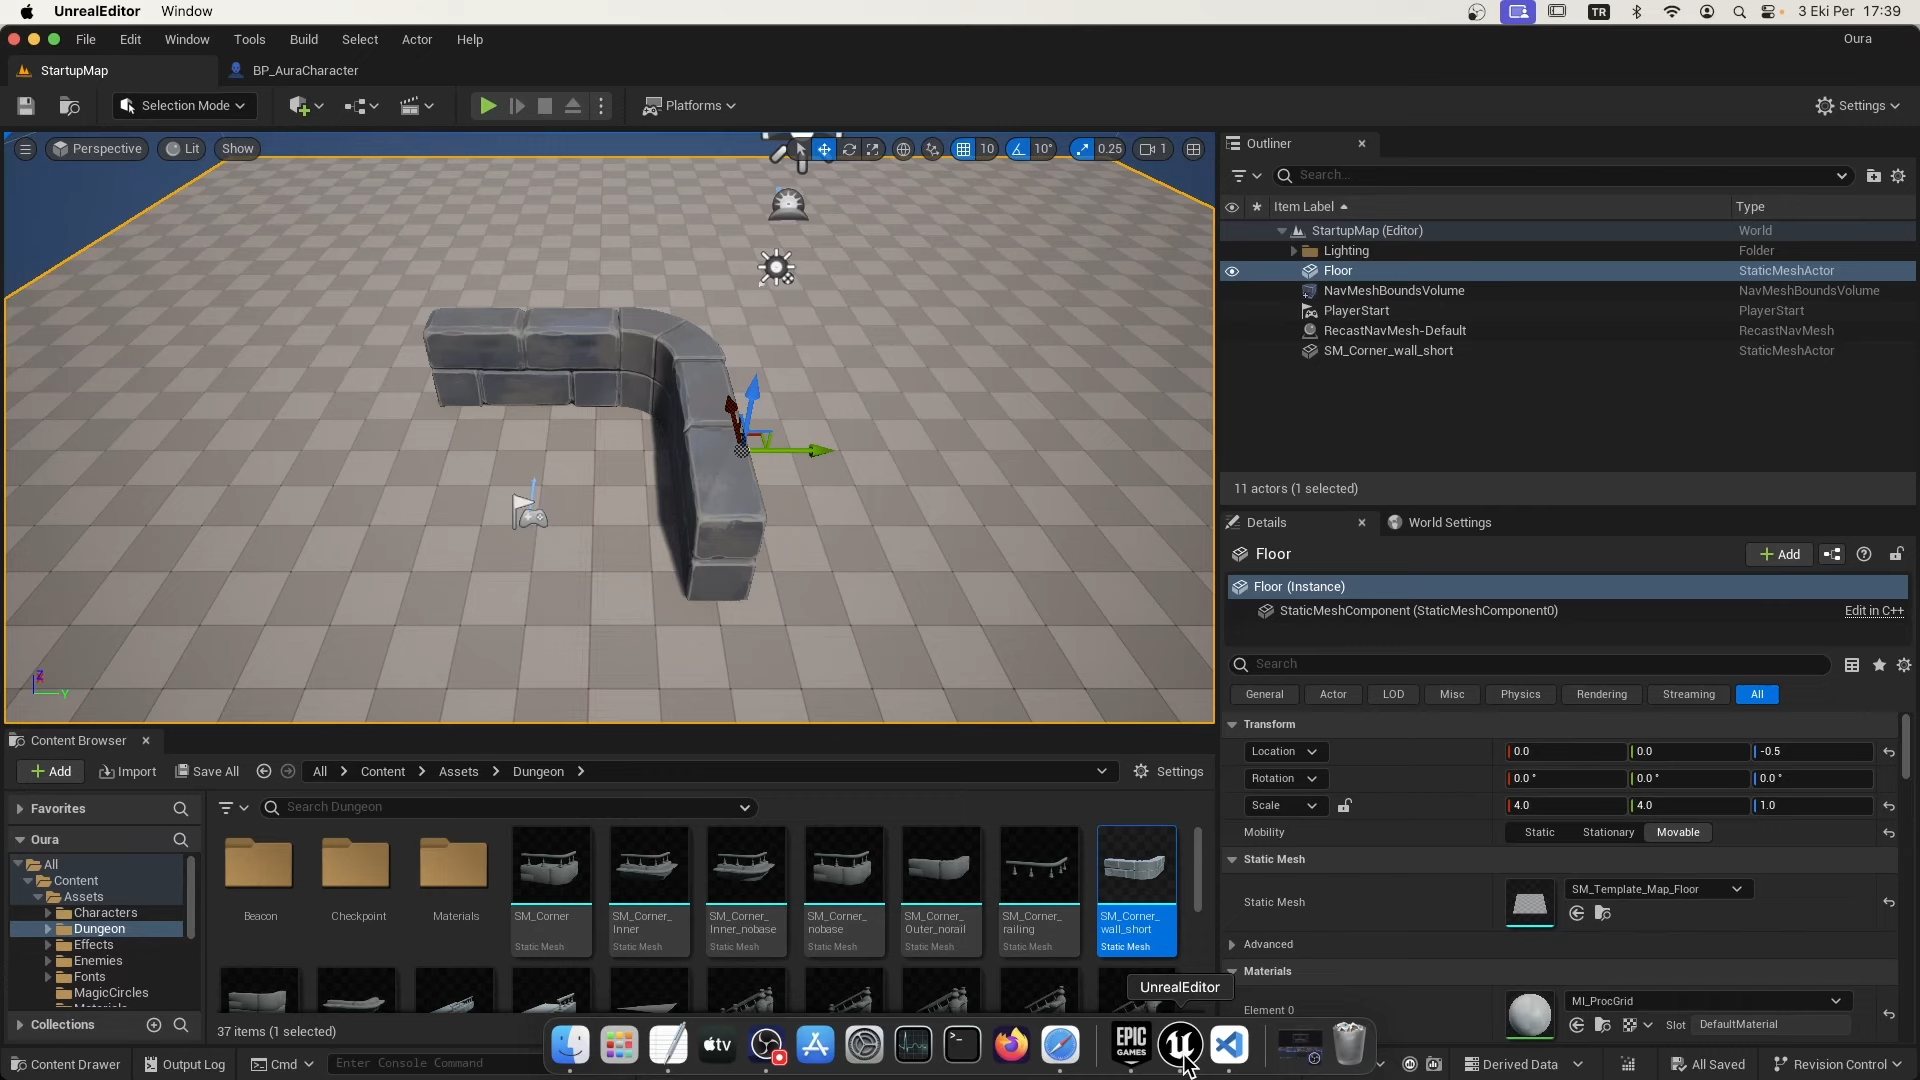 UnrealEditor Window TR 3 Eki Per 17:39
File Edit Window Tools Build Select Actor Help Oura
StartupMap BP_AuraCharacter
Selection Mode Platforms Settings
Perspective Lit Show 10 10° 0.25 1
Outliner
Search...
Item Label Type
StartupMap (Editor) World
Lighting Folder
Floor StaticMeshActor
NavMeshBoundsVolume NavMeshBoundsVolume
PlayerStart PlayerStart
RecastNavMesh-Default RecastNavMesh
SM_Corner_wall_short StaticMeshActor
11 actors (1 selected)
Details World Settings
Floor Add
Floor (Instance)
StaticMeshComponent (StaticMeshComponent0) Edit in C++
Search
General Actor LOD Misc Physics Rendering Streaming All
Transform
Location 0.0 0.0 -0.5
Rotation 0.0° 0.0° 0.0°
Scale 4.0 4.0 1.0
Mobility Static Stationary Movable
Static Mesh
Static Mesh SM_Template_Map_Floor
Advanced
Materials
Element 0 MI_ProcGrid
Slot DefaultMaterial
Z
Y
Content Browser
Add Import Save All All Content Assets Dungeon Settings
Favorites
Search Dungeon
Oura
All
Content
Assets
Characters
Dungeon
Effects
Enemies
Fonts
MagicCircles
Collections
Beacon
Checkpoint
Materials
SM_Corner
Static Mesh
SM_Corner_
Inner
Static Mesh
SM_Corner_
Inner_nobase
Static Mesh
SM_Corner_
nobase
Static Mesh
SM_Corner_
Outer_norail
Static Mesh
SM_Corner_
railing
Static Mesh
SM_Corner_
wall_short
Static Mesh
UnrealEditor
37 items (1 selected)
tv
EPIC
GAMES
Content Drawer Output Log Cmd Enter Console Command Derived Data All Saved Revision Control